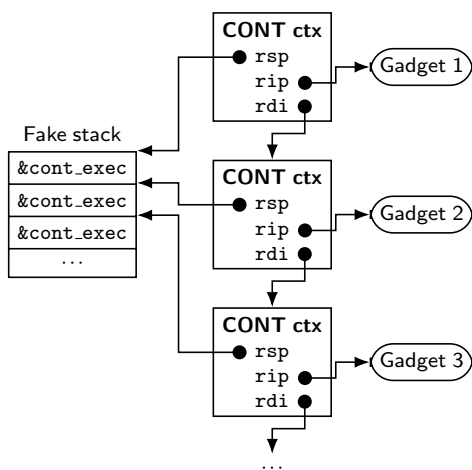 CONT ctx
rsp
rip
rdi
Gadget 1
Fake stack
&cont_exec
&cont_exec
&cont_exec
...
CONT ctx
rsp
rip
rdi
Gadget 2
CONT ctx
rsp
rip
rdi
Gadget 3
...